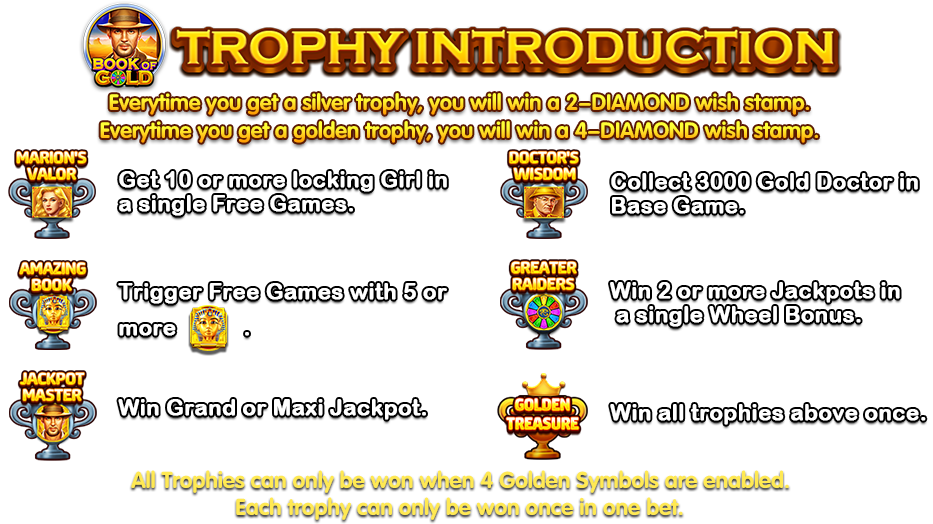 BOOK OF
GOLD
TROPHY INTRODUCTION
Everytime you get a silver trophy, you will win a 2-DIAMOND wish stamp.
Everytime you get a golden trophy, you will win a 4-DIAMOND wish stamp.
MARION'S
VALOR
Get 10 or more locking Girl in
a single Free Games.
DOCTOR'S
WISDOM
Collect 3000 Gold Doctor in
Base Game.
AMAZING
BOOK
Trigger Free Games with 5 or
more .
GREATER
RAIDERS
Win 2 or more Jackpots in
a single Wheel Bonus.
JACKPOT
MASTER
Win Grand or Maxi Jackpot.
GOLDEN
TREASURE
Win all trophies above once.
All Trophies can only be won when 4 Golden Symbols are enabled.
Each trophy can only be won once in one bet.